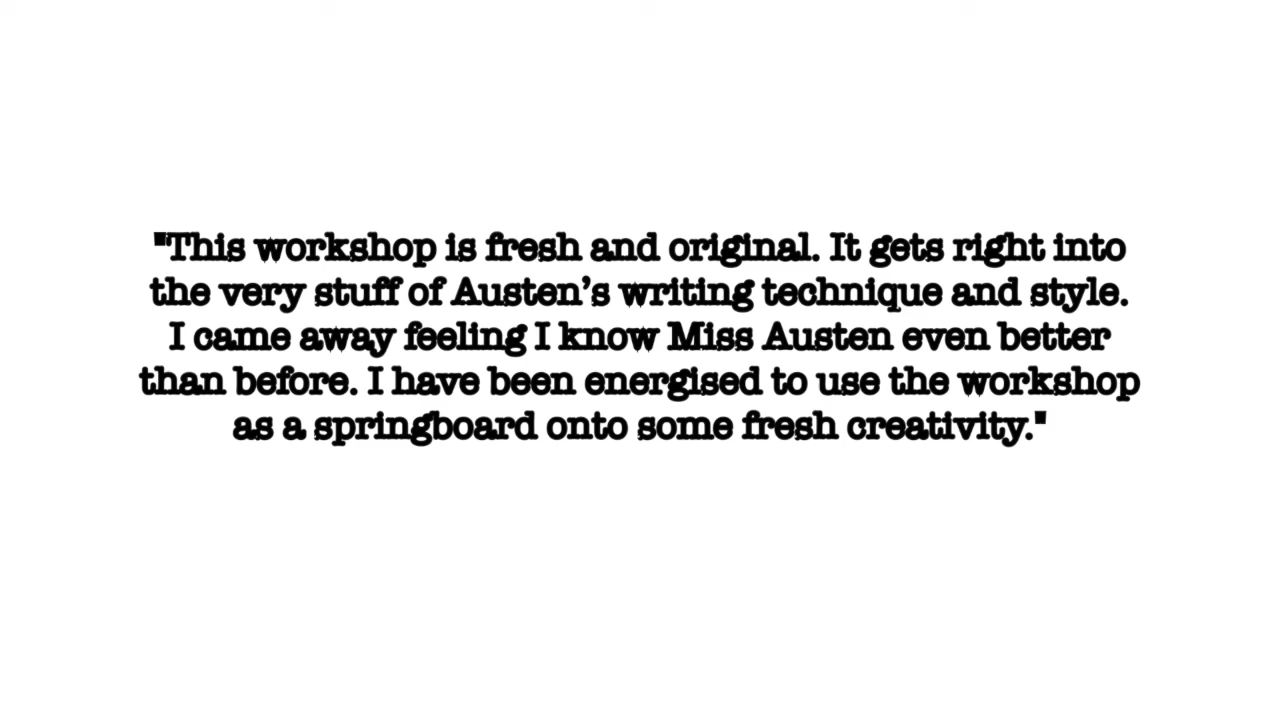 "This workshop is fresh and original. It gets right into
the very stuff of Austen’s writing technique and style.
I came away feeling I know Miss Austen even better
than before. I have been energised to use the workshop
as a springboard onto some fresh creativity."